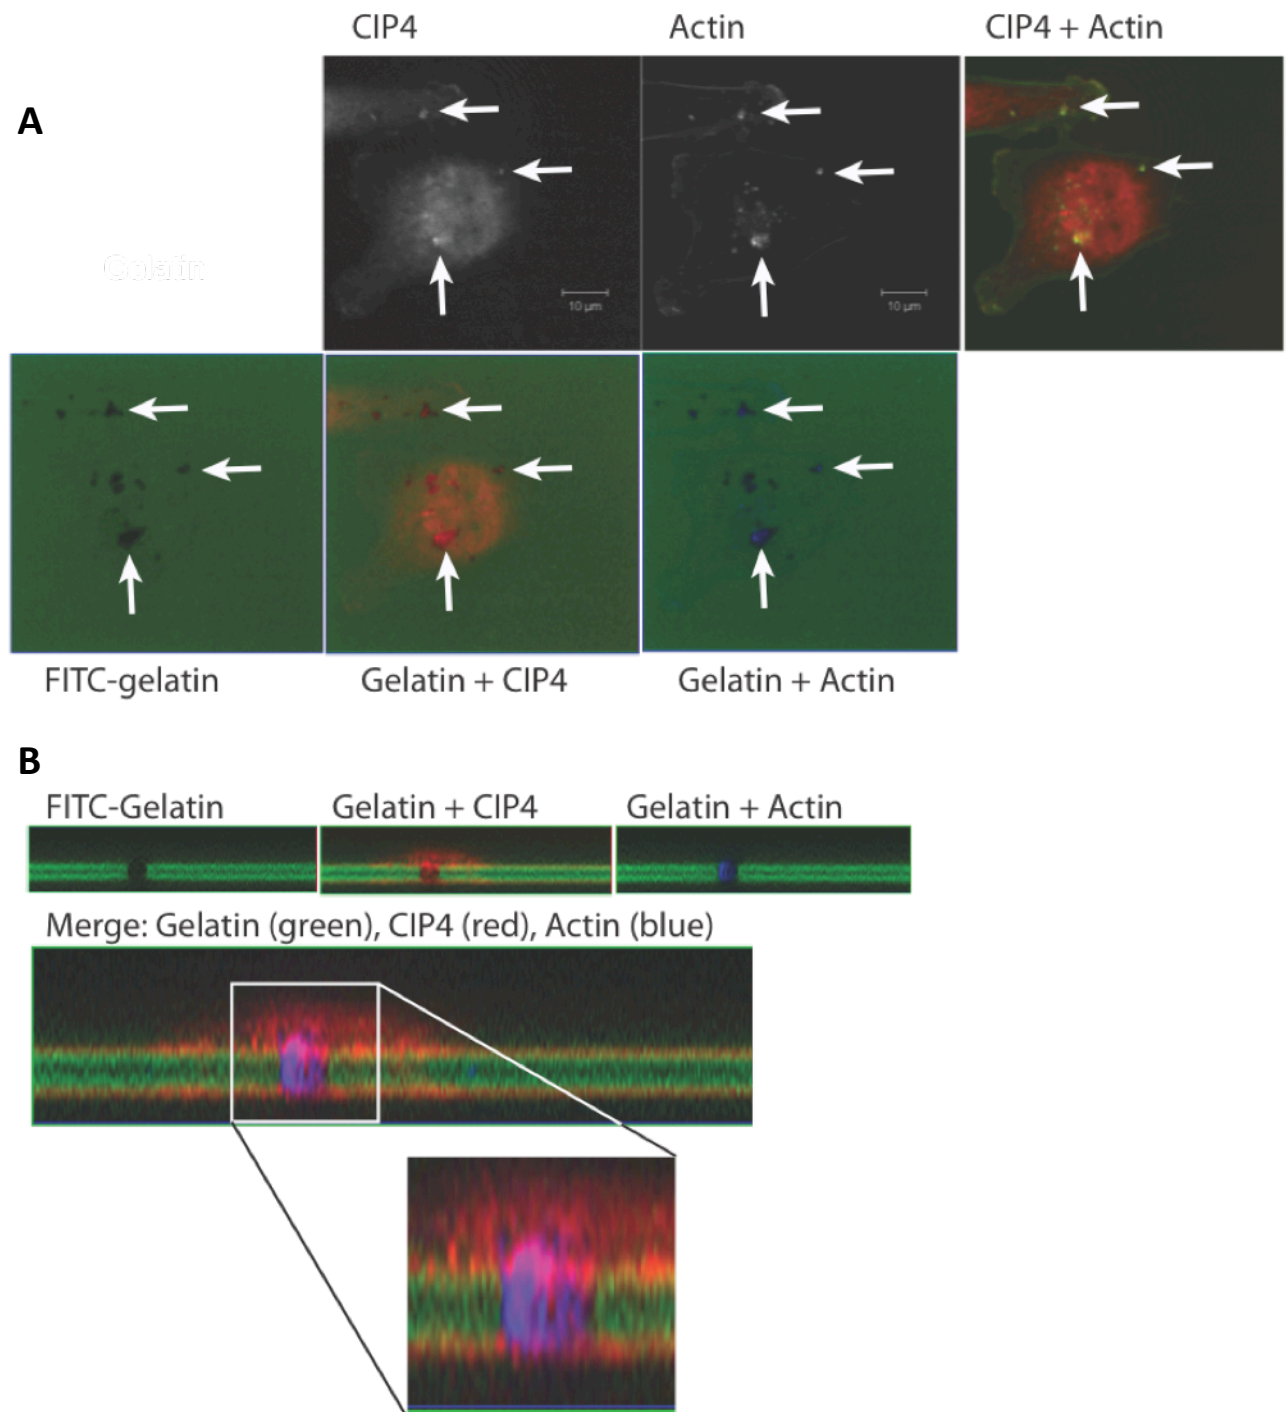 CIP4 Actin CIP4 + Actin
A
Gelatin
10 μm 10 μm
FITC-gelatin Gelatin + CIP4 Gelatin + Actin
B
FITC-Gelatin Gelatin + CIP4 Gelatin + Actin
Merge: Gelatin (green), CIP4 (red), Actin (blue)